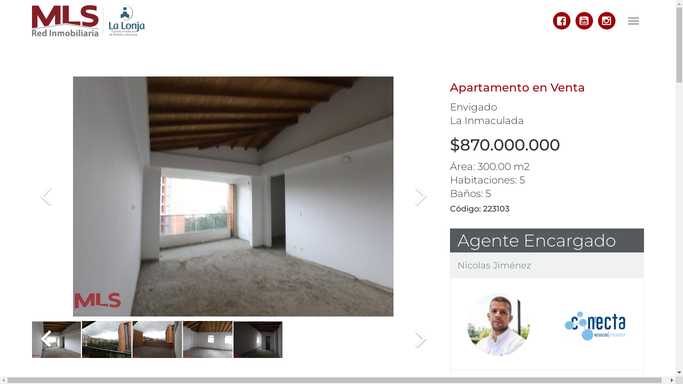 MLS
Red Inmobiliaria
La Lonja
Apartamento en Venta
Envigado
La Inmaculada
$870.000.000
Área: 300.00 m2
Habitaciones: 5
Baños: 5
Código: 223103
MLS
Agente Encargado
Nicolas Jiménez
conecta